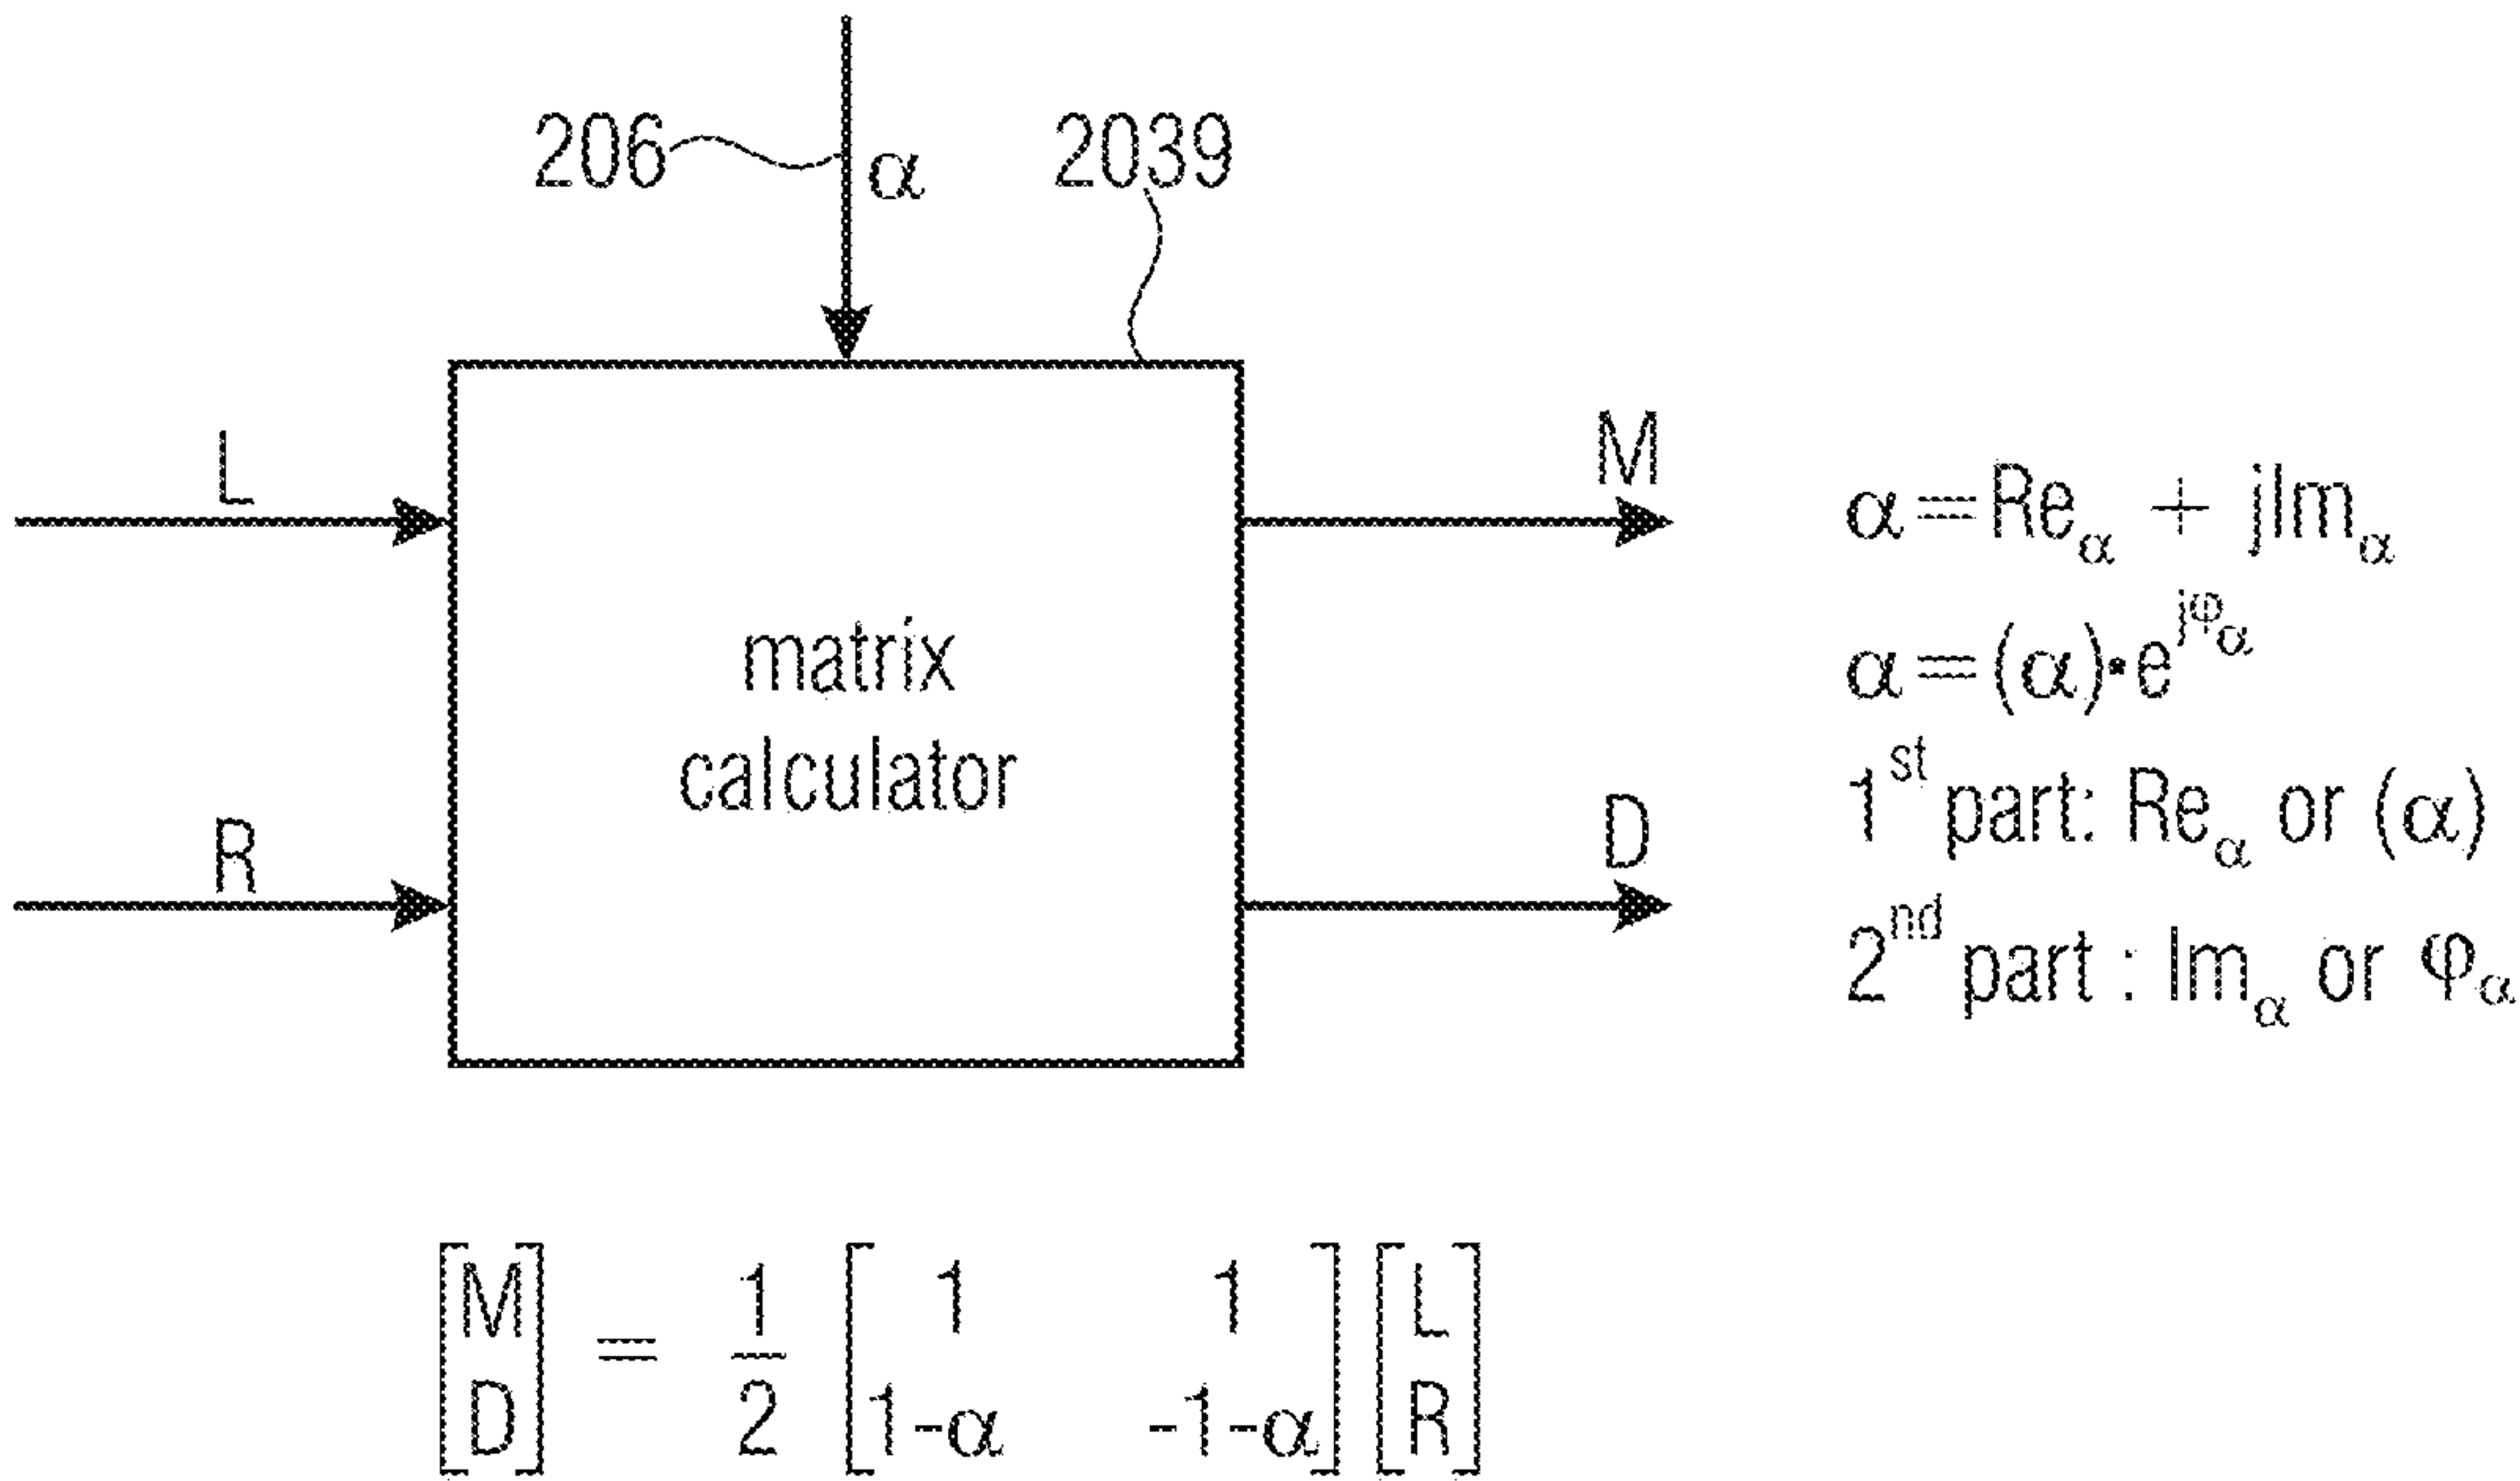 206 α 2039
L
M
α=Re_α + jIm_α
α=(α)·e^{jφ_α}
matrix
calculator
1^{st} part: Re_α or (α)
R
D
2^{nd} part : Im_α or φ_α
[M D] = 1/2 [1 1 1-α -1-α] [L R]